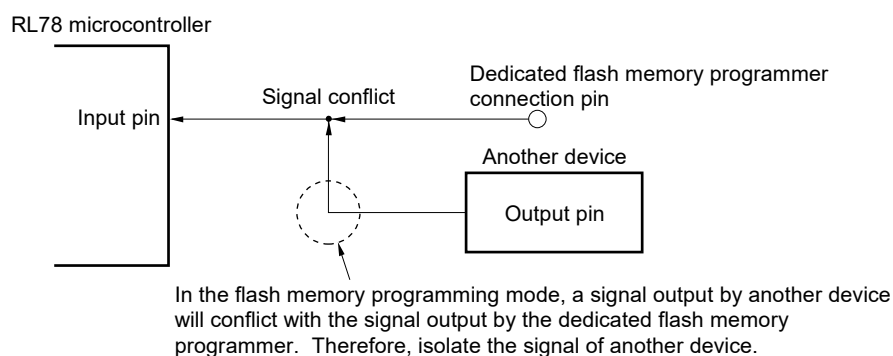 RL78 microcontroller
Input pin
Signal conflict
Dedicated flash memory programmer
connection pin
Another device
Output pin
In the flash memory programming mode, a signal output by another device
will conflict with the signal output by the dedicated flash memory
programmer.  Therefore, isolate the signal of another device.